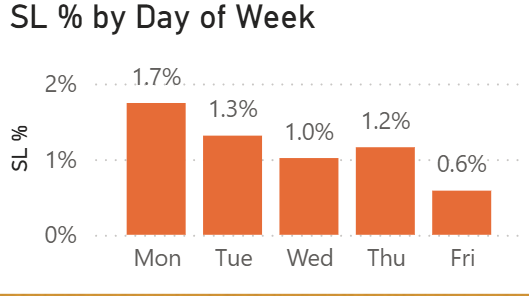 SL % by Day of Week
SL %
2%
1%
0%
1.7%
1.3%
1.0%
1.2%
0.6%
Mon Tue Wed Thu Fri